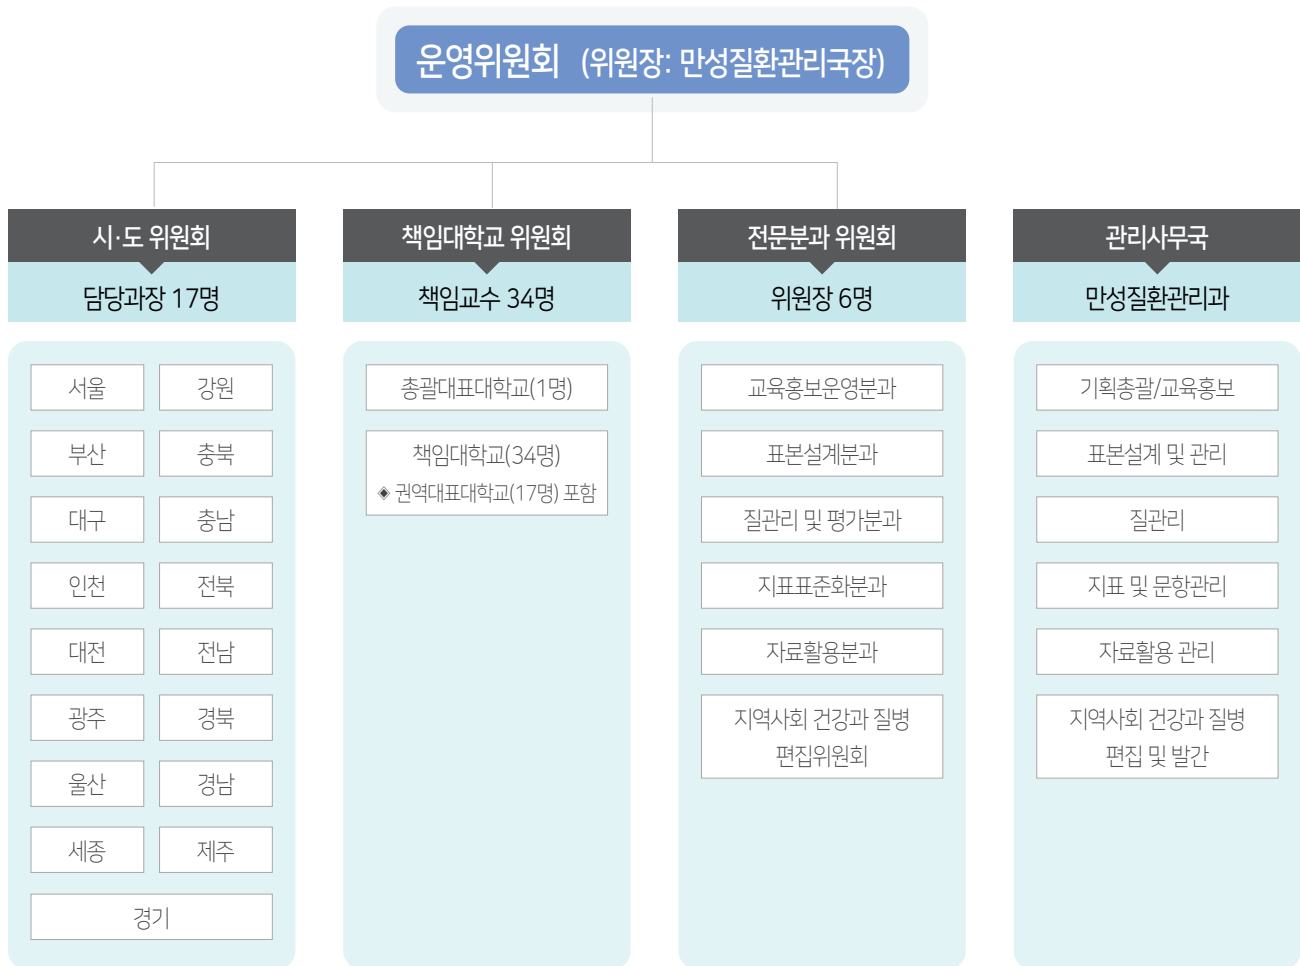 운영위원회 (위원장: 만성질환관리국장)
시·도 위원회
담당과장 17명
서울
강원
부산
충북
대구
충남
인천
전북
대전
전남
광주
경북
울산
경남
세종
제주
경기
책임대학교 위원회
책임교수 34명
총괄대표대학교(1명)
책임대학교(34명)
◈ 권역대표대학교(17명) 포함
전문분과 위원회
위원장 6명
교육홍보운영분과
표본설계분과
질관리 및 평가분과
지표표준화분과
자료활용분과
지역사회 건강과 질병
편집위원회
관리사무국
만성질환관리과
기획총괄/교육홍보
표본설계 및 관리
질관리
지표 및 문항관리
자료활용 관리
지역사회 건강과 질병
편집 및 발간